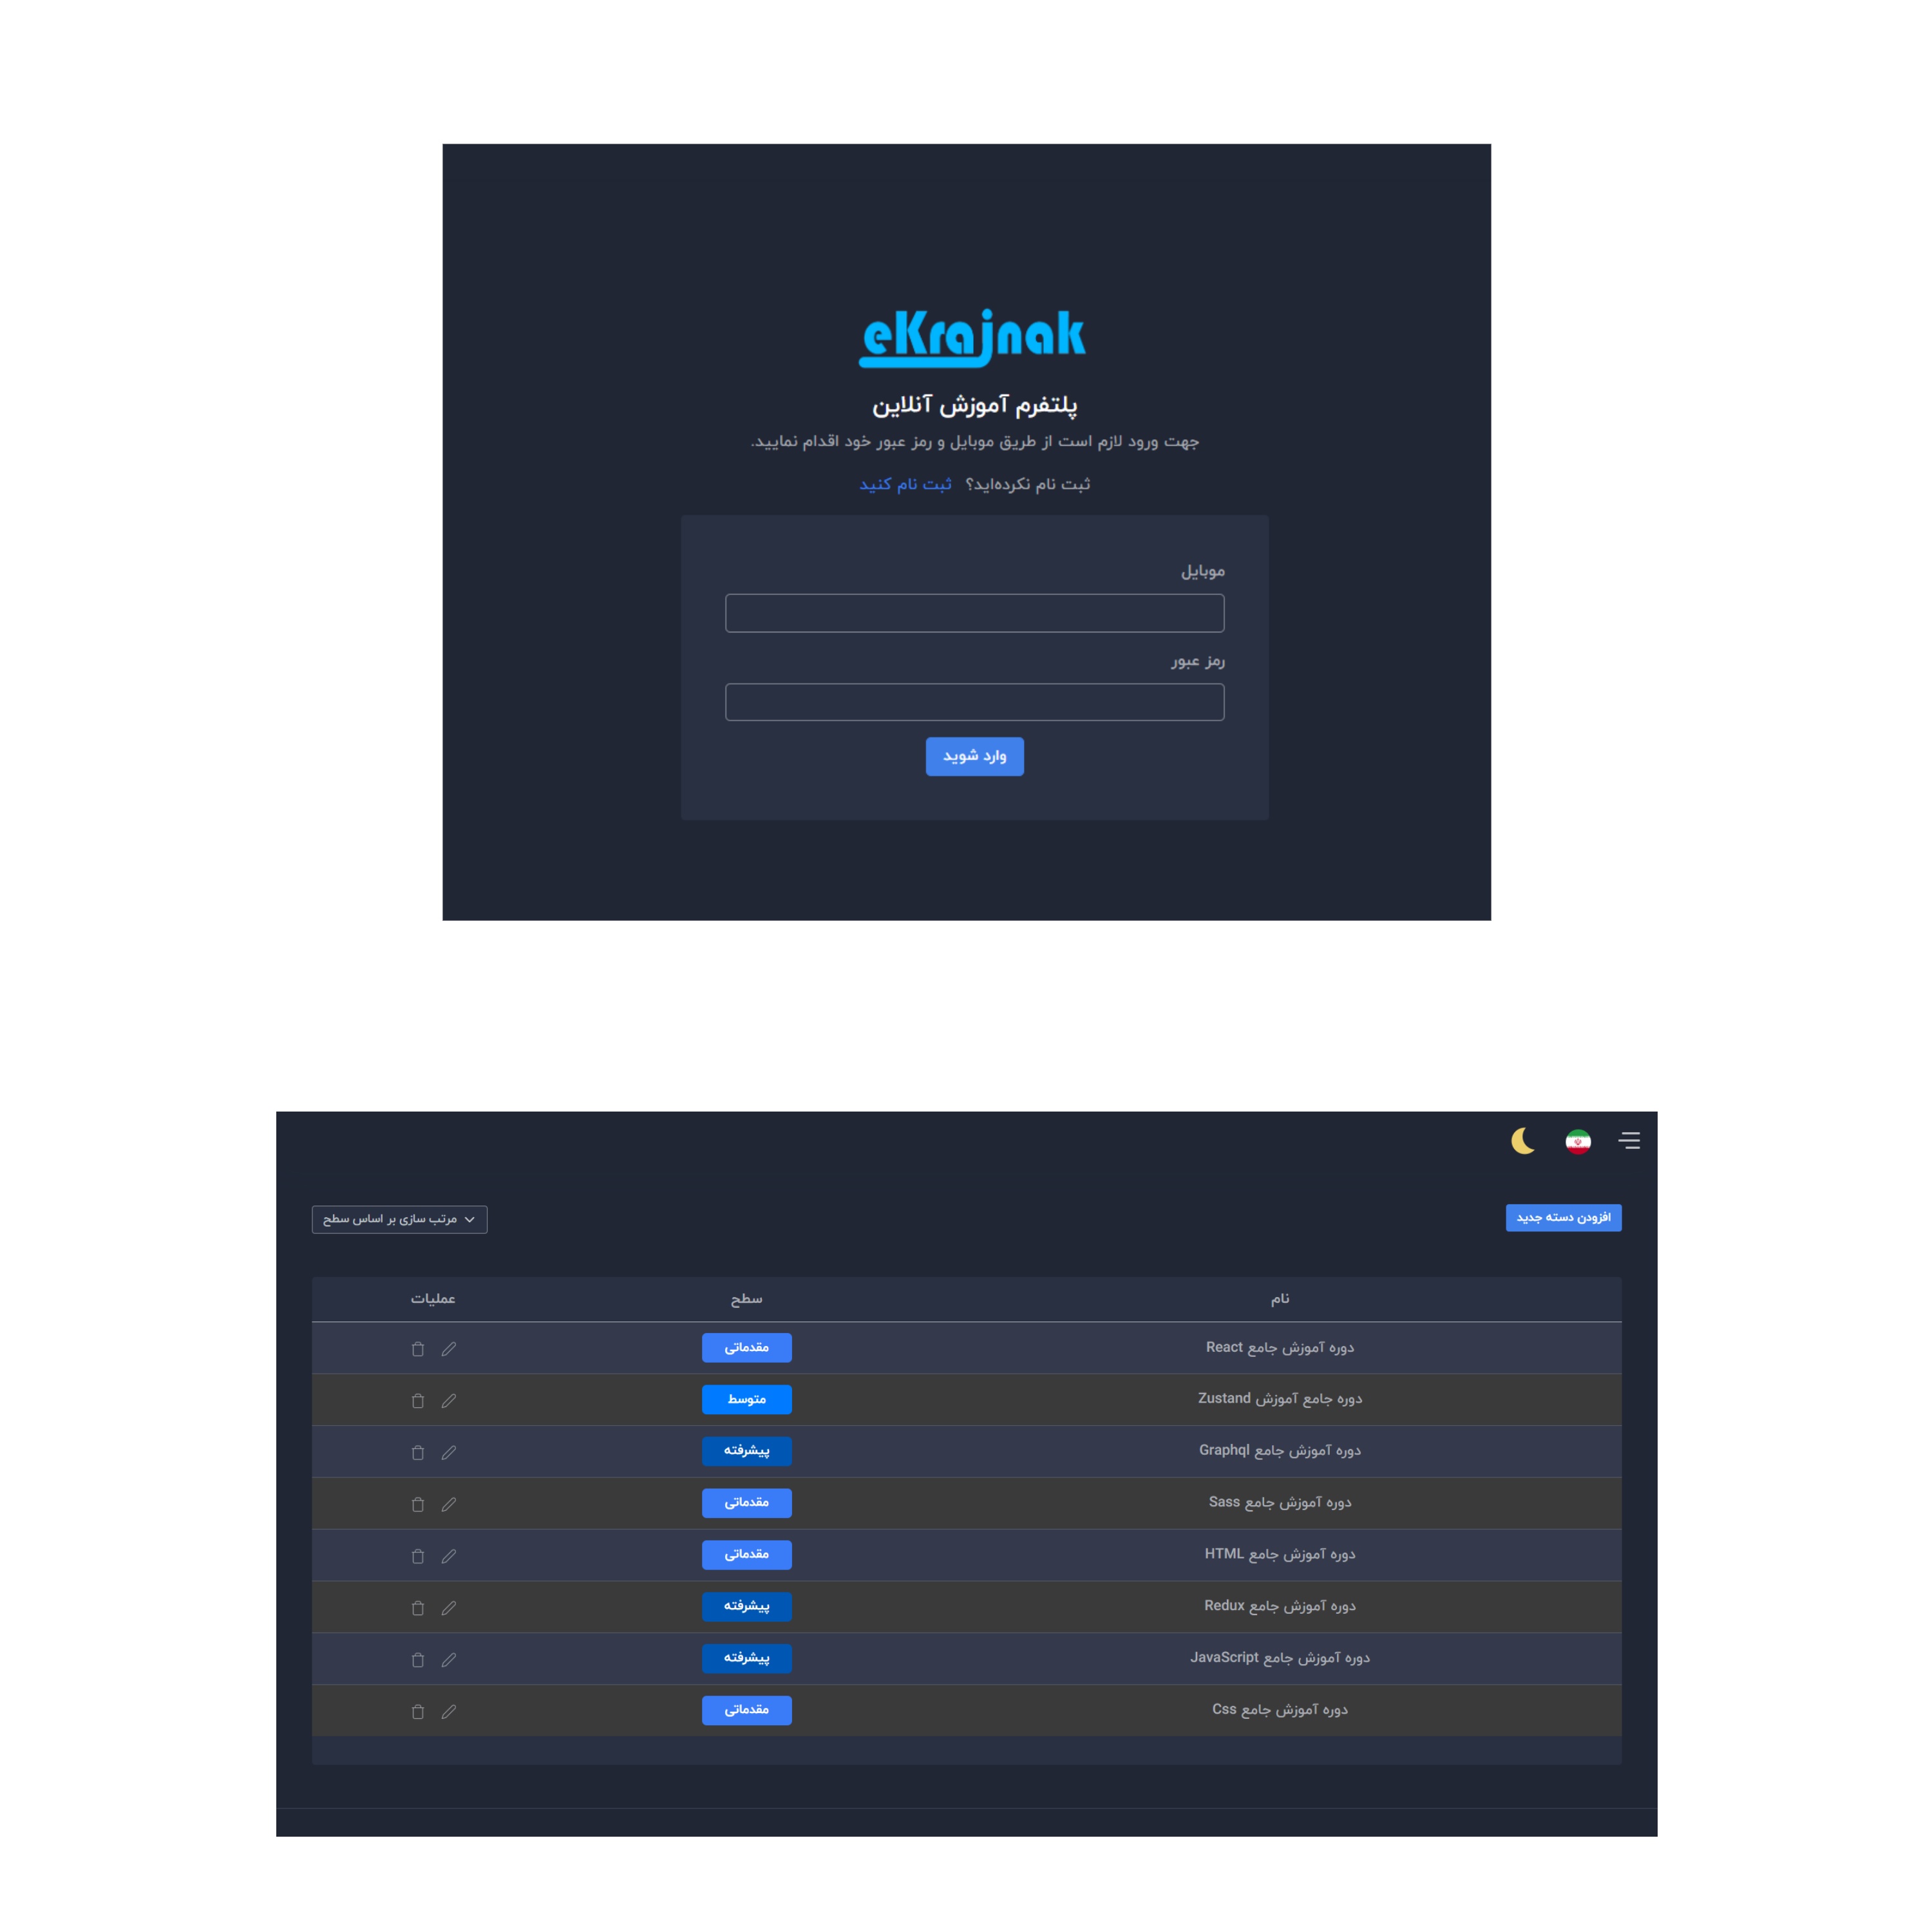 eKrajnak
پلتفرم آموزش آنلاین
جهت ورود لازم است از طریق موبایل و رمز عبور خود اقدام نمایید.
ثبت نام نکرده‌اید؟ ثبت نام کنید
موبایل
رمز عبور
وارد شوید
افزودن دسته جدید
مرتب سازی بر اساس سطح
نام سطح عملیات
دوره آموزش جامع React مقدماتی
دوره جامع آموزش Zustand متوسط
دوره آموزش جامع Graphql پیشرفته
دوره آموزش جامع Sass مقدماتی
دوره آموزش جامع HTML مقدماتی
دوره آموزش جامع Redux پیشرفته
دوره آموزش جامع JavaScript پیشرفته
دوره آموزش جامع Css مقدماتی